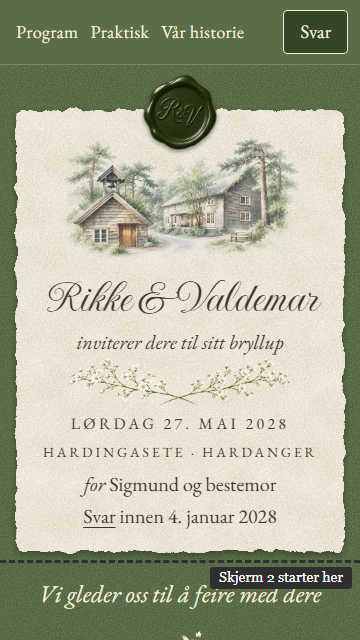 Program Praktisk Vår historie Svar
R&V
Rikke & Valdemar
inviterer dere til sitt bryllup
LØRDAG 27. MAI 2028
HARDINGASETE · HARDANGER
for Sigmund og bestemor
Svar innen 4. januar 2028
Skjerm 2 starter her
Vi gleder oss til å feire med dere